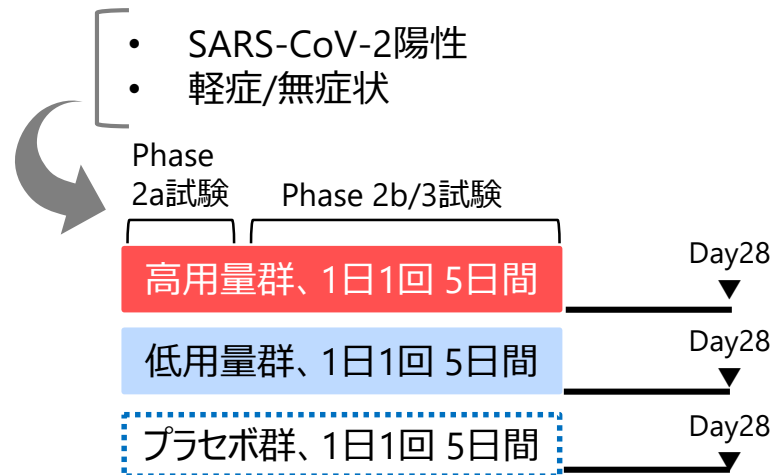 • SARS-CoV-2陽性
• 軽症/無症状
Phase
2a試験
Phase 2b/3試験
Day28
高用量群、1日1回 5日間
Day28
低用量群、1日1回 5日間
Day28
プラセボ群、1日1回 5日間